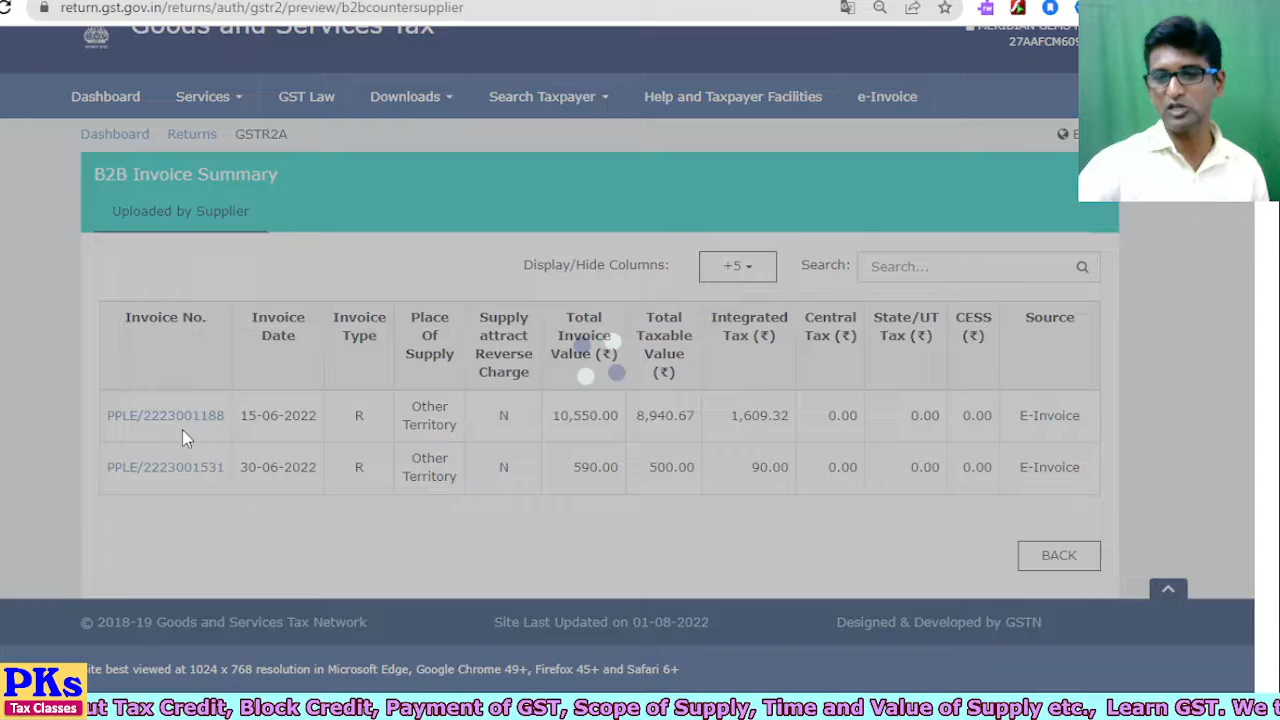 return.gst.gov.in/returns/auth/gstr2/preview/b2bcountersupplier
Goods and Services Tax
27AAFCM609
Dashboard Services GST Law Downloads Search Taxpayer Help and Taxpayer Facilities e-Invoice
Dashboard Returns GSTR2A
B2B Invoice Summary
Uploaded by Supplier
Display/Hide Columns: +5 Search: Search...
Invoice No. Invoice Date Invoice Type Place Of Supply Supply attract Reverse Charge Total Invoice Value (₹) Total Taxable Value (₹) Integrated Tax (₹) Central Tax (₹) State/UT Tax (₹) CESS (₹) Source
PPLE/2223001188 15-06-2022 R Other Territory N 10,550.00 8,940.67 1,609.32 0.00 0.00 0.00 E-Invoice
PPLE/2223001531 30-06-2022 R Other Territory N 590.00 500.00 90.00 0.00 0.00 0.00 E-Invoice
BACK
© 2018-19 Goods and Services Tax Network Site Last Updated on 01-08-2022 Designed & Developed by GSTN
ite best viewed at 1024 x 768 resolution in Microsoft Edge, Google Chrome 49+, Firefox 45+ and Safari 6+
PKs
Tax Classes
ut Tax Credit, Block Credit, Payment of GST, Scope of Supply, Time and Value of Supply etc., Learn GST. We